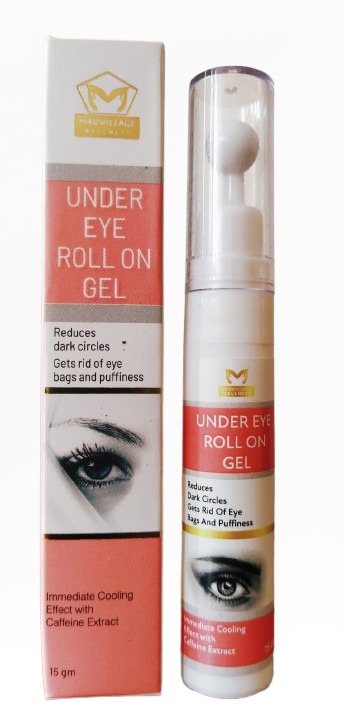 MAQUILLAGE
WELLNESS
UNDER
EYE
ROLL ON
GEL
Reduces
dark circles
Gets rid of eye
bags and puffiness
Immediate Cooling
Effect with
Caffeine Extract
15 gm
UNDER EYE
ROLL ON
GEL
Reduces
Dark Circles
Gets Rid Of Eye
Bags And Puffiness
Immediate Cooling
Effect with
Caffeine Extract